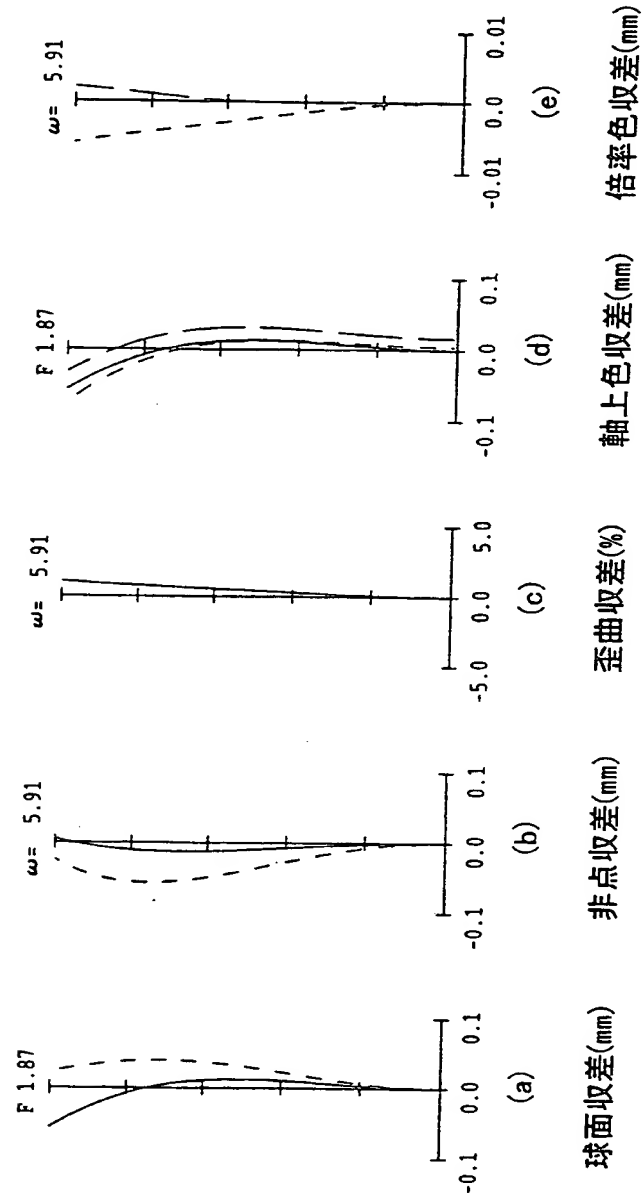 F 1.87
-0.1 0.0 0.1
(a)
球面収差(mm)
ω= 5.91
-0.1 0.0 0.1
(b)
非点収差(mm)
ω= 5.91
-5.0 0.0 5.0
(c)
歪曲収差(%)
F 1.87
-0.1 0.0 0.1
(d)
軸上色収差(mm)
ω= 5.91
-0.01 0.0 0.01
(e)
倍率色収差(mm)